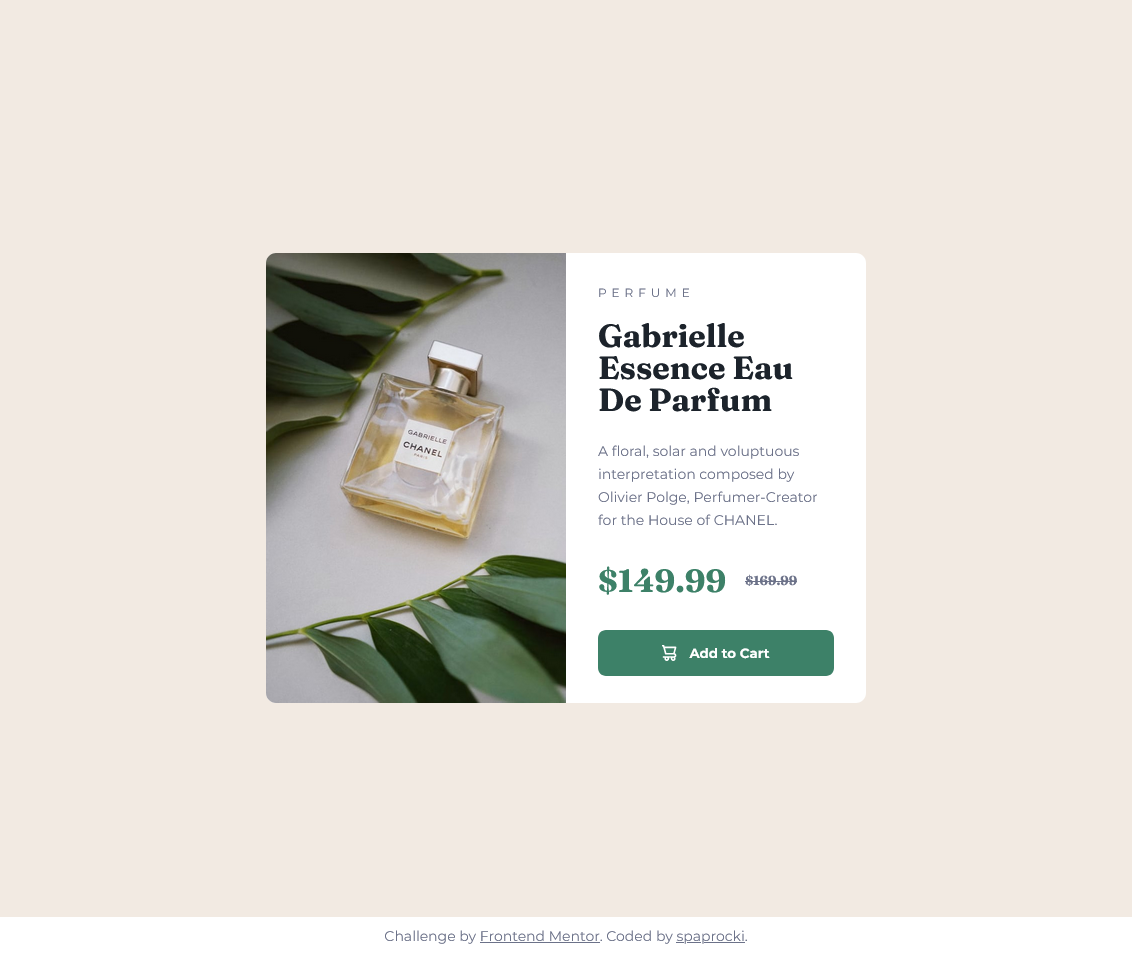 GABRIELLE
CHANEL
PARIS
PERFUME
Gabrielle
Essence Eau
De Parfum
A floral, solar and voluptuous
interpretation composed by
Olivier Polge, Perfumer-Creator
for the House of CHANEL.
$149.99 $169.99
Add to Cart
Challenge by Frontend Mentor. Coded by spaprocki.